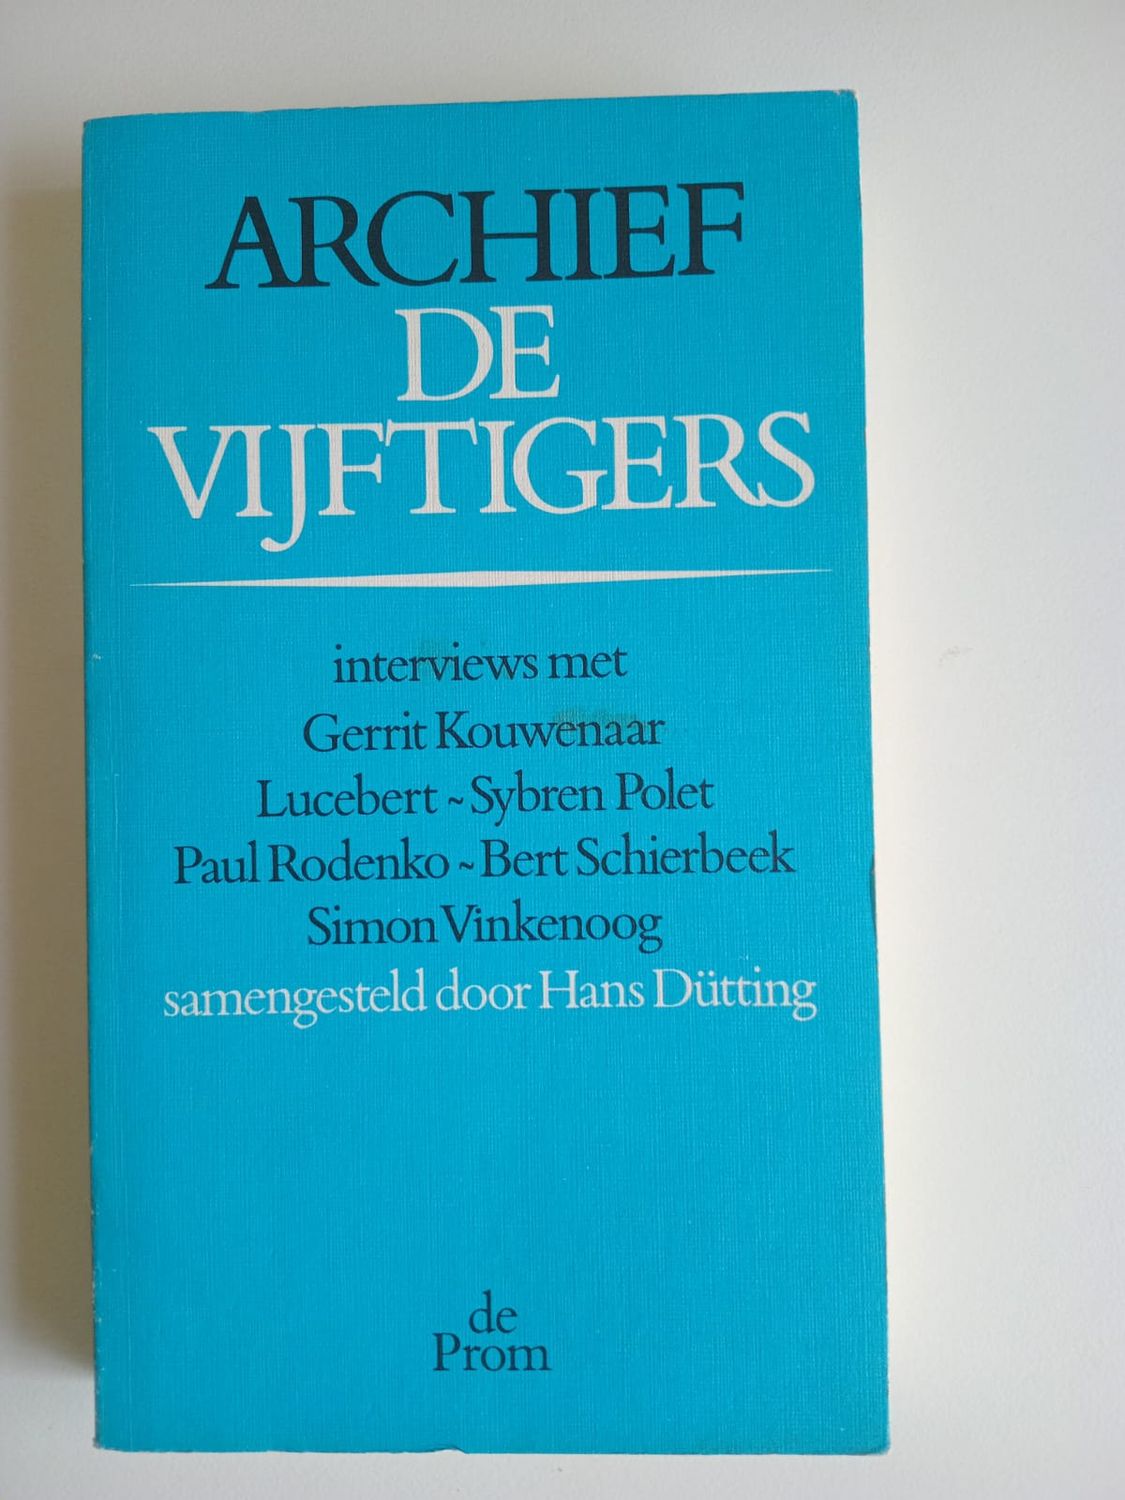 ARCHIEF
DE
VIJFTIGERS
interviews met
Gerrit Kouwenaar
Lucebert ~ Sybren Polet
Paul Rodenko ~ Bert Schierbeek
Simon Vinkenoog
samengesteld door Hans Dütting
de
Prom